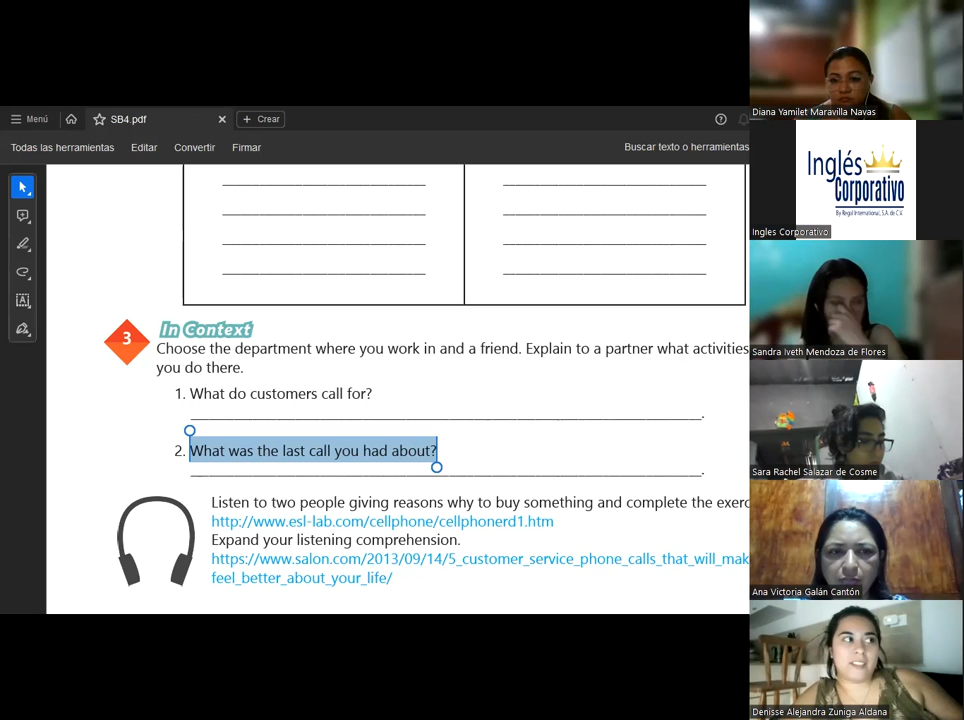 Menú
SB4.pdf
Crear
Todas las herramientas
Editar
Convertir
Firmar
Buscar texto o herramientas
3
In Context
Choose the department where you work in and a friend. Explain to a partner what activities
you do there.
1. What do customers call for?
2. What was the last call you had about?
Listen to two people giving reasons why to buy something and complete the exerc
http://www.esl-lab.com/cellphone/cellphonerd1.htm
Expand your listening comprehension.
https://www.salon.com/2013/09/14/5_customer_service_phone_calls_that_will_mak
feel_better_about_your_life/
Diana Yamilet Maravilla Navas
Inglés
Corporativo
By Regal International, S.A. de C.V.
Ingles Corporativo
Sandra Iveth Mendoza de Flores
Sara Rachel Salazar de Cosme
Ana Victoria Galán Cantón
Denisse Alejandra Zuniga Aldana